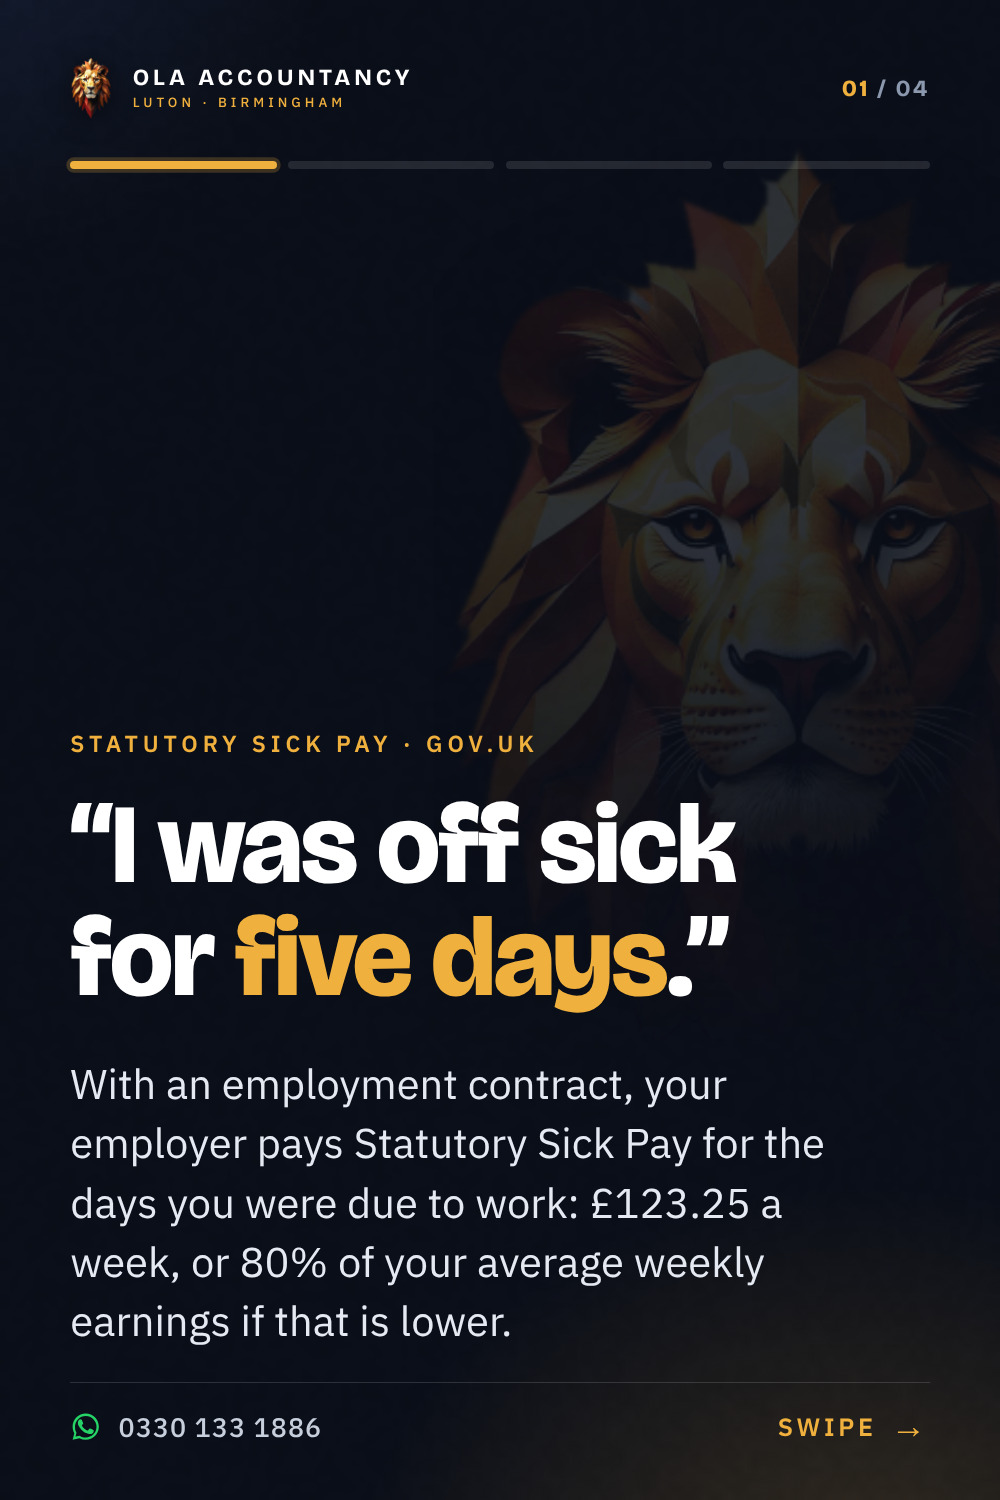 OLA ACCOUNTANCY
LUTON · BIRMINGHAM
01 / 04
STATUTORY SICK PAY · GOV.UK
“I was off sick
for five days.”
With an employment contract, your
employer pays Statutory Sick Pay for the
days you were due to work: £123.25 a
week, or 80% of your average weekly
earnings if that is lower.
0330 133 1886
SWIPE →